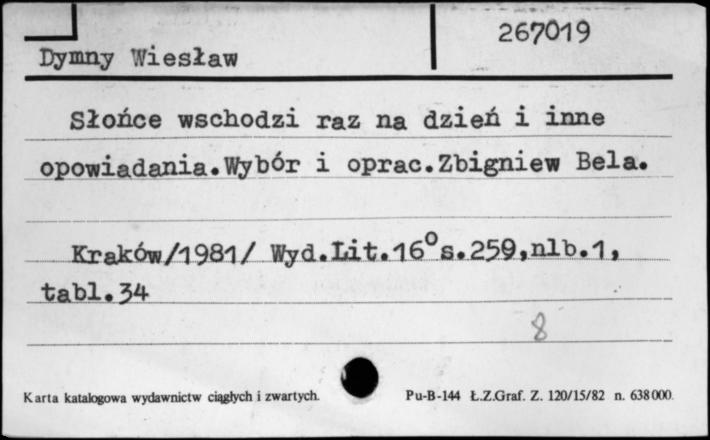 267019
Dymny Wiesław
Słońce wschodzi raz na dzień i inne
opowiadania.Wybór i oprac.Zbigniew Bela.
Kraków/1981/ Wyd.Lit.16°s.259,nlb.1,
tabl.34
8
Karta katalogowa wydawnictw ciągłych i zwartych. Pu-B-144 Ł.Z.Graf. Z. 120/15/82 n. 638000